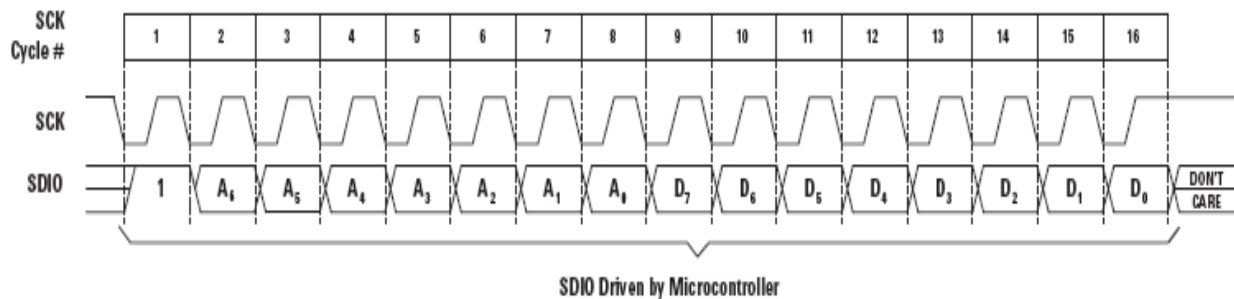 SCK
Cycle # 1 2 3 4 5 6 7 8 9 10 11 12 13 14 15 16
SCK
SDIO 1 A₆ A₅ A₄ A₃ A₂ A₁ A₀ D₇ D₆ D₅ D₄ D₃ D₂ D₁ D₀ DON'T
CARE
SDIO Driven by Microcontroller